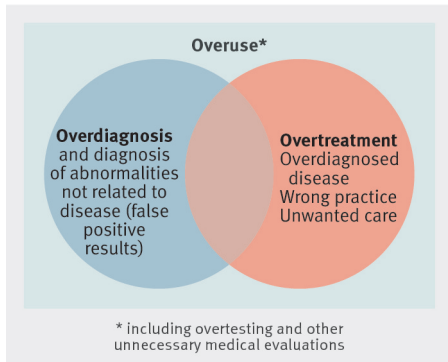 Overuse*
Overdiagnosis
and diagnosis
of abnormalities
not related to
disease (false
positive
results)
Overtreatment
Overdiagnosed
disease
Wrong practice
Unwanted care
* including overtesting and other
unnecessary medical evaluations